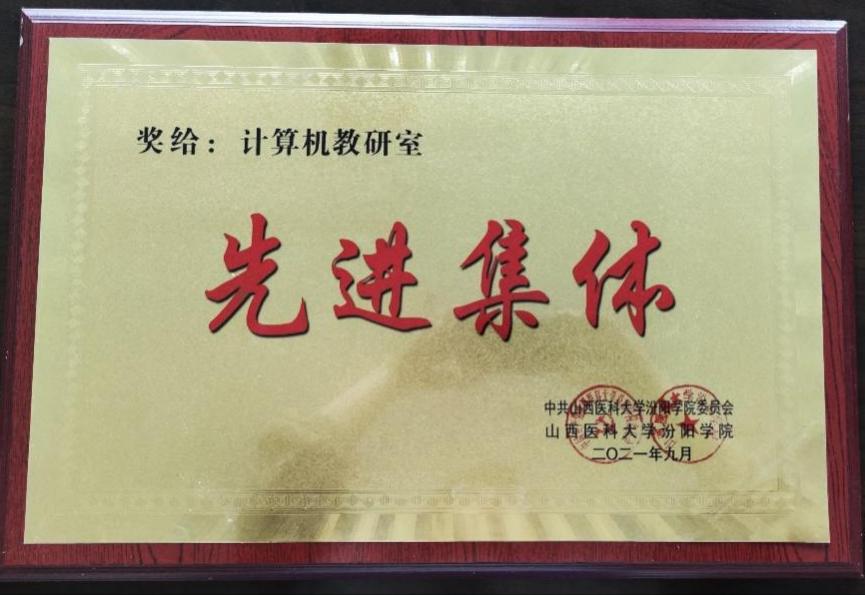 奖给：计算机教研室
先进集体
中共山西医科大学汾阳学院委员会
山西医科大学汾阳学院
二〇二一年九月